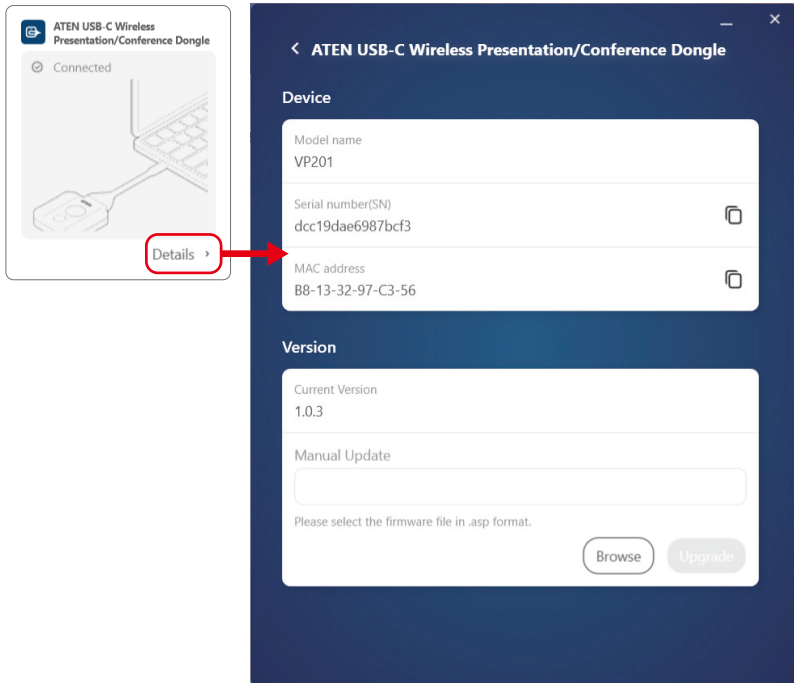 ATEN USB-C Wireless
Presentation/Conference Dongle
Connected
ATEN
Details
ATEN USB-C Wireless Presentation/Conference Dongle
Device
Model name
VP201
Serial number(SN)
dcc19dae6987bcf3
MAC address
B8-13-32-97-C3-56
Version
Current Version
1.0.3
Manual Update
Please select the firmware file in .asp format.
Browse
Upgrade